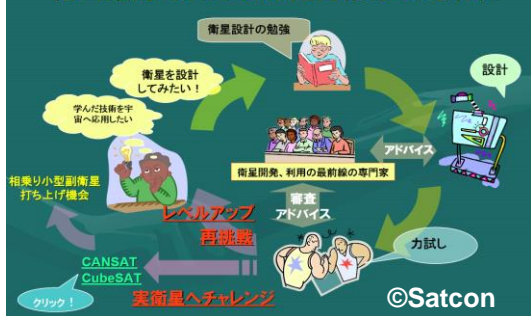 衛星設計の勉強
衛星を設計
してみたい！
設計
学んだ技術を宇
宙へ応用したい
アドバイス
衛星開発、利用の最前線の専門家
相乗り小型副衛星
打ち上げ機会
審査
アドバイス
レベルアップ
再挑戦
力試し
CANSAT
CubeSAT
クリック！
実衛星へチャレンジ
©Satcon